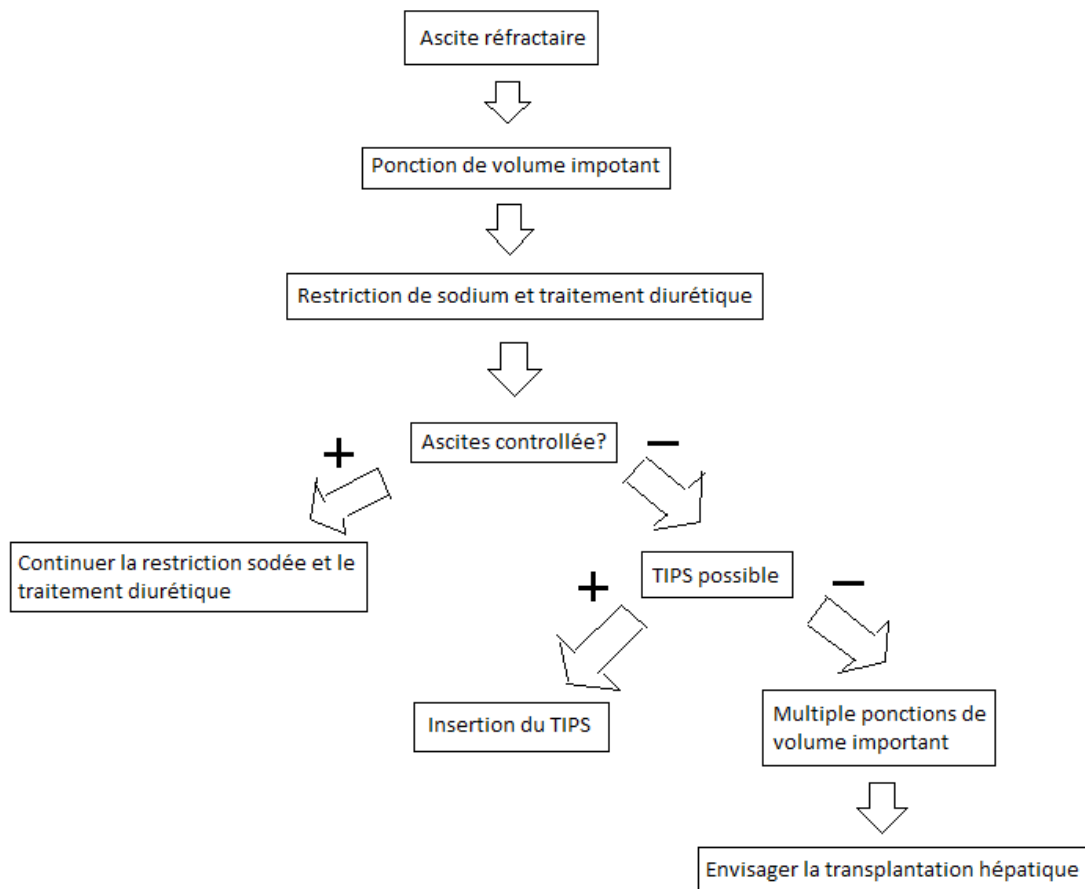 Ascite réfractaire
Ponction de volume impotant
Restriction de sodium et traitement diurétique
Ascites controllée?
+
−
Continuer la restriction sodée et le
traitement diurétique
TIPS possible
+
−
Insertion du TIPS
Multiple ponctions de
volume important
Envisager la transplantation hépatique